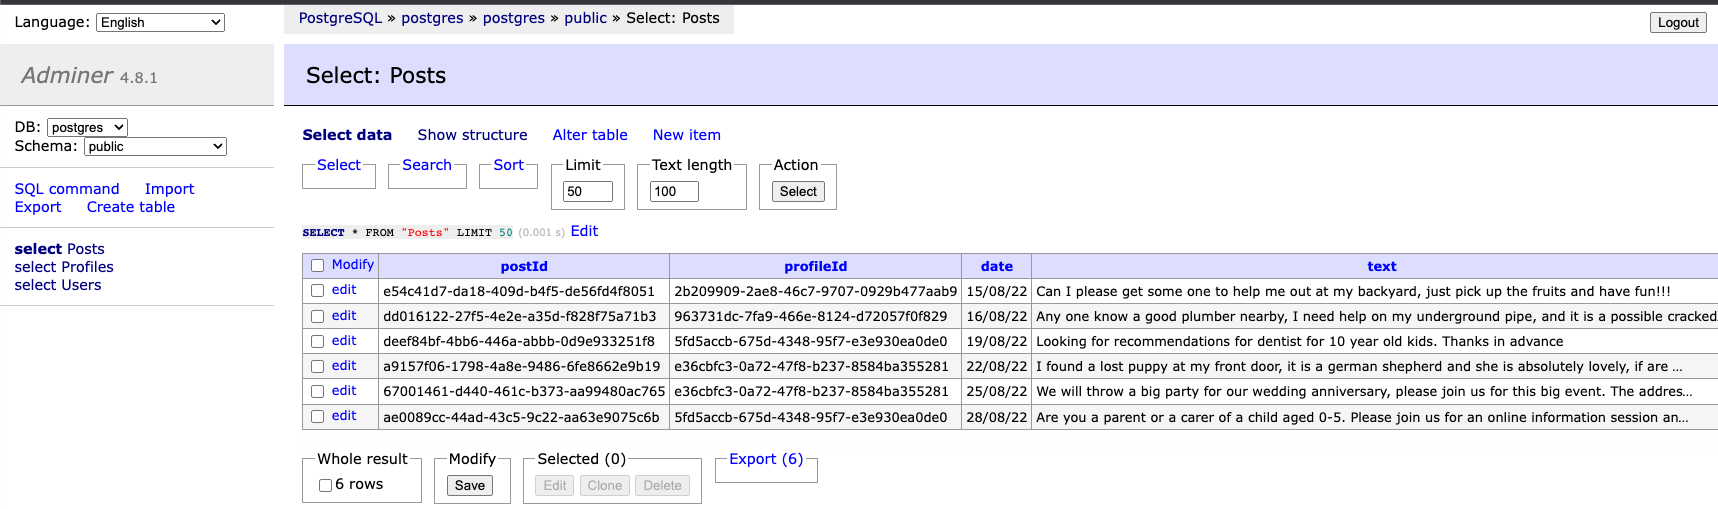 Language: English
PostgreSQL » postgres » postgres » public » Select: Posts
Logout
Adminer 4.8.1
Select: Posts
DB: postgres
Schema: public
SQL command Import
Export Create table
select Posts
select Profiles
select Users
Select data Show structure Alter table New item
Select Search Sort Limit Text length Action
50 100 Select
SELECT * FROM "Posts" LIMIT 50 (0.001 s) Edit
Modify postId profileId date text
edit e54c41d7-da18-409d-b4f5-de56fd4f8051 2b209909-2ae8-46c7-9707-0929b477aab9 15/08/22 Can I please get some one to help me out at my backyard, just pick up the fruits and have fun!!!
edit dd016122-27f5-4e2e-a35d-f828f75a71b3 963731dc-7fa9-466e-8124-d72057f0f829 16/08/22 Any one know a good plumber nearby, I need help on my underground pipe, and it is a possible cracked
edit deef84bf-4bb6-446a-abbb-0d9e933251f8 5fd5accb-675d-4348-95f7-e3e930ea0de0 19/08/22 Looking for recommendations for dentist for 10 year old kids. Thanks in advance
edit a9157f06-1798-4a8e-9486-6fe8662e9b19 e36cbfc3-0a72-47f8-b237-8584ba355281 22/08/22 I found a lost puppy at my front door, it is a german shepherd and she is absolutely lovely, if are ...
edit 67001461-d440-461c-b373-aa99480ac765 e36cbfc3-0a72-47f8-b237-8584ba355281 25/08/22 We will throw a big party for our wedding anniversary, please join us for this big event. The addres...
edit ae0089cc-44ad-43c5-9c22-aa63e9075c6b 5fd5accb-675d-4348-95f7-e3e930ea0de0 28/08/22 Are you a parent or a carer of a child aged 0-5. Please join us for an online information session an...
Whole result Modify Selected (0) Export (6)
6 rows Save Edit Clone Delete